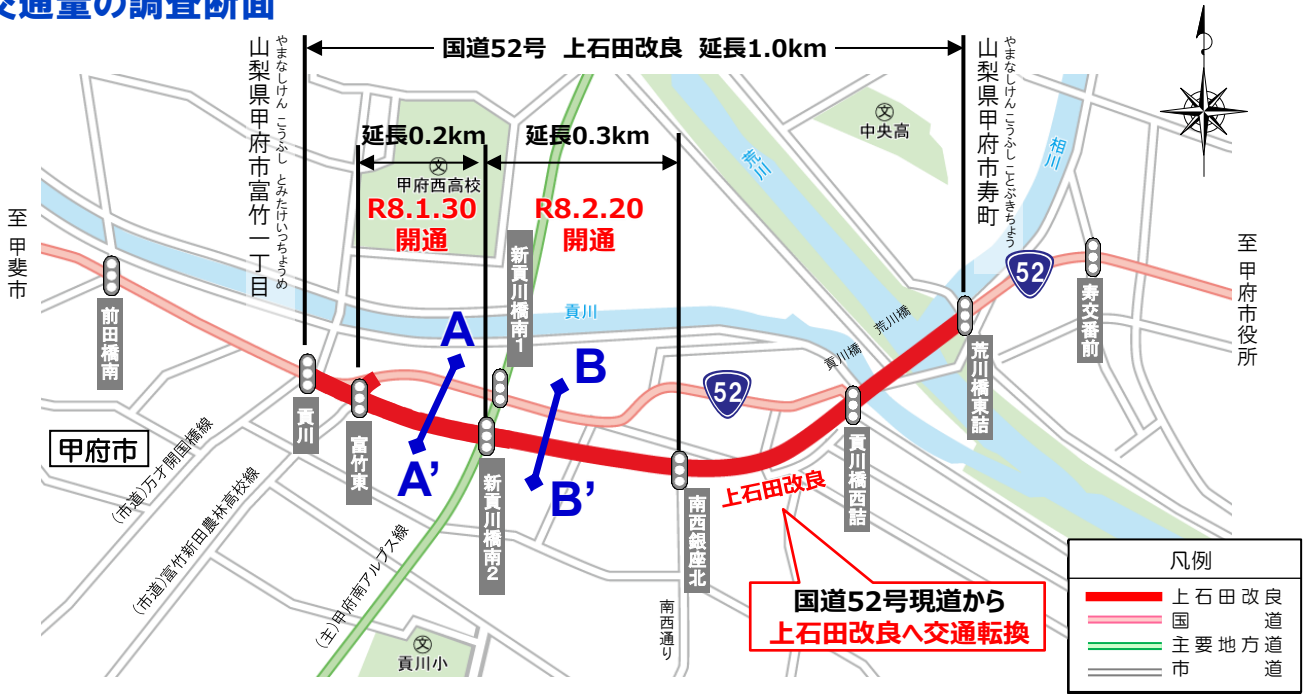 交通量の調査断面
国道52号 上石田改良 延長1.0km
山梨県甲府市富竹一丁目
やまなしけん こうふし とみたけいっちょうめ
山梨県甲府市寿町
やまなしけん こうふし ことぶきちょう
延長0.2km
延長0.3km
甲府西高校
R8.1.30
開通
R8.2.20
開通
中央高
荒川
相川
至 甲斐市
至 甲府市役所
前田橋南
新貢川橋南1
貢川
荒川橋
貢川橋
52
寿交番前
荒川橋東詰
A
B
52
貢川
富竹東
甲府市
A’
B’
新貢川橋南2
南西銀座北
貢川橋西詰
上石田改良
(市道)万才開国橋線
(市道)富竹新田農林高校線
(主)甲府南アルプス線
南西通り
貢川小
国道52号現道から
上石田改良へ交通転換
凡例
上石田改良
国道
主要地方道
市道